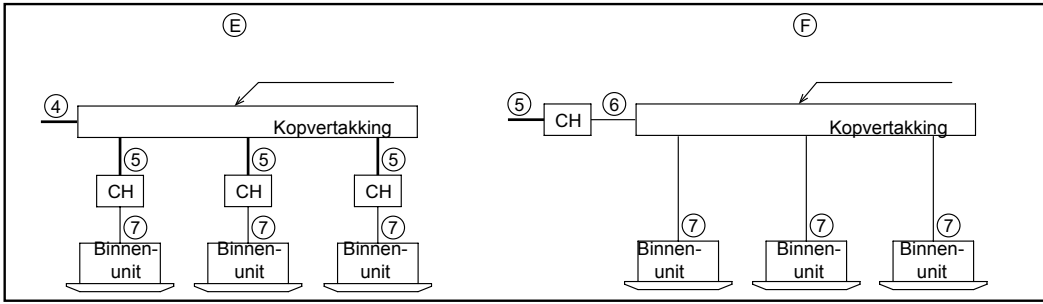 Ⓔ
④
Kopvertakking
⑤ ⑤ ⑤
CH CH CH
⑦ ⑦ ⑦
Binnen- Binnen- Binnen-
unit unit unit
Ⓕ
⑤ CH ⑥
Kopvertakking
⑦ ⑦ ⑦
Binnen- Binnen- Binnen-
unit unit unit